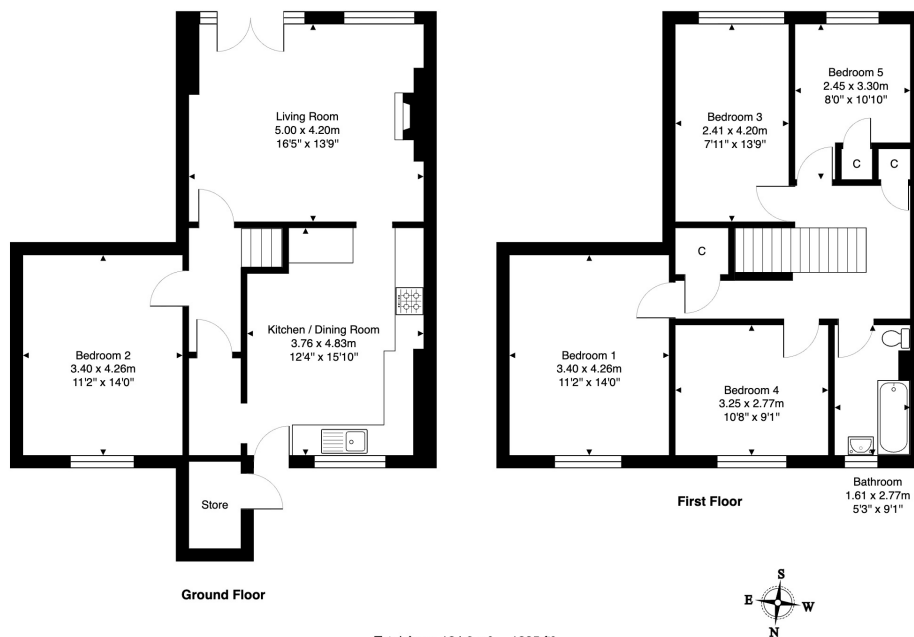 Living Room
5.00 x 4.20m
16'5" x 13'9"
Kitchen / Dining Room
3.76 x 4.83m
12'4" x 15'10"
Bedroom 2
3.40 x 4.26m
11'2" x 14'0"
Store
Ground Floor
Bedroom 3
2.41 x 4.20m
7'11" x 13'9"
Bedroom 5
2.45 x 3.30m
8'0" x 10'10"
C
C
C
Bedroom 1
3.40 x 4.26m
11'2" x 14'0"
Bedroom 4
3.25 x 2.77m
10'8" x 9'1"
Bathroom
1.61 x 2.77m
5'3" x 9'1"
First Floor
S
E
W
N